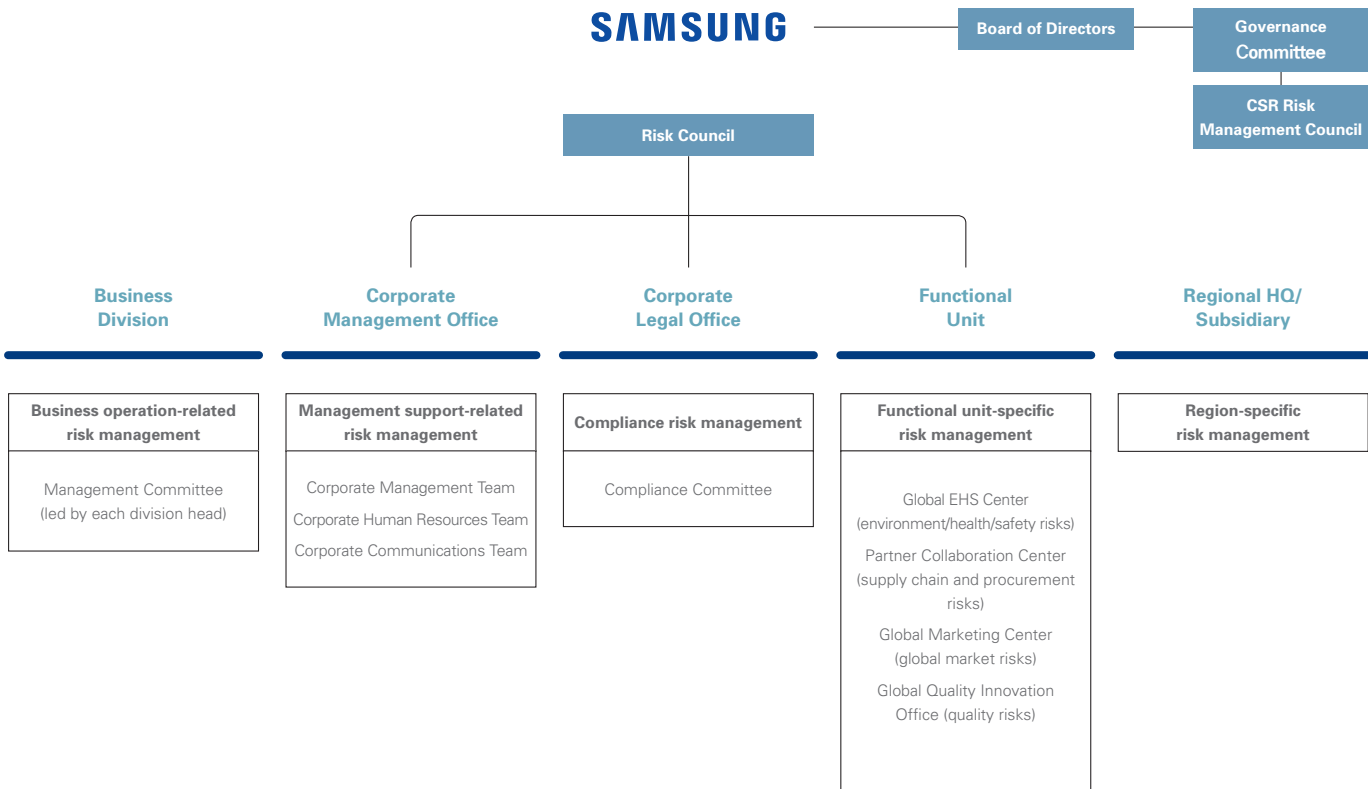 SAMSUNG
Board of Directors
Governance
Committee
CSR Risk
Management Council
Risk Council
Business
Division
Corporate
Management Office
Corporate
Legal Office
Functional
Unit
Regional HQ/
Subsidiary
Business operation-related
risk management
Management Committee
(led by each division head)
Management support-related
risk management
Corporate Management Team
Corporate Human Resources Team
Corporate Communications Team
Compliance risk management
Compliance Committee
Functional unit-specific
risk management
Global EHS Center
(environment/health/safety risks)
Partner Collaboration Center
(supply chain and procurement
risks)
Global Marketing Center
(global market risks)
Global Quality Innovation
Office (quality risks)
Region-specific
risk management